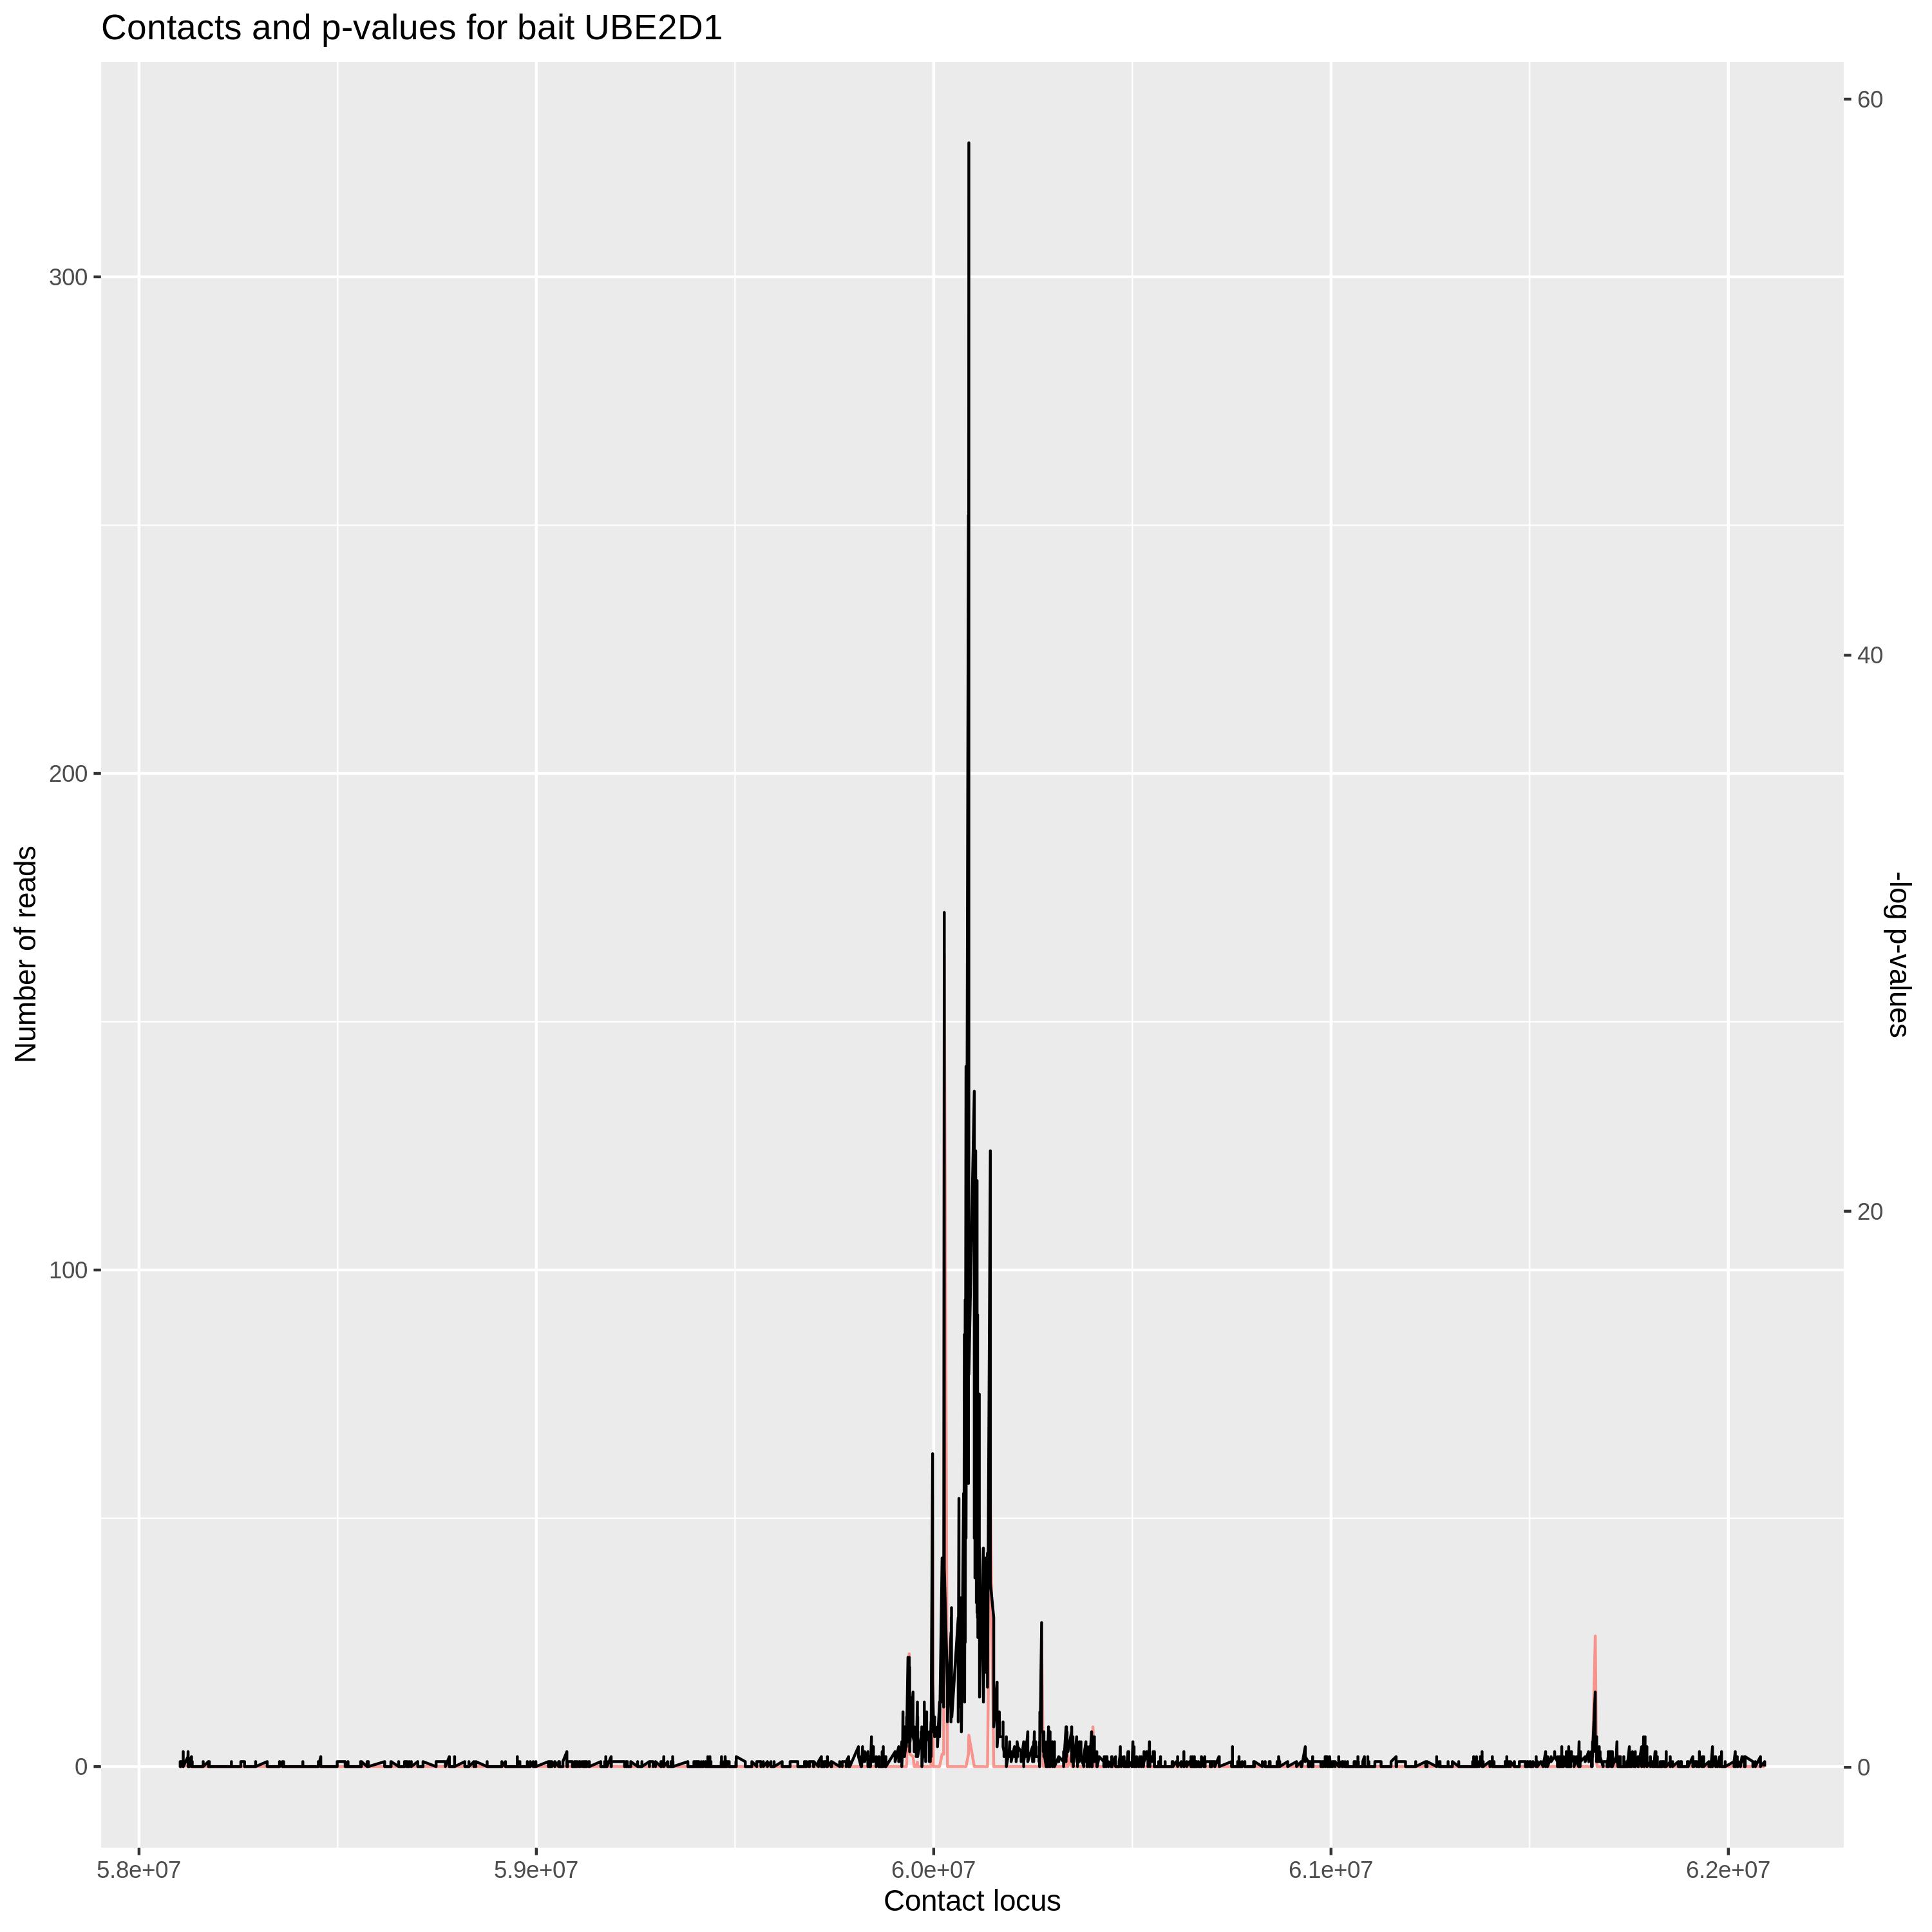 Contacts and p-values for bait UBE2D1
60
300
40
200
Number of reads
-log p-values
20
100
0
0
5.8e+07
5.9e+07
6.0e+07
6.1e+07
6.2e+07
Contact locus